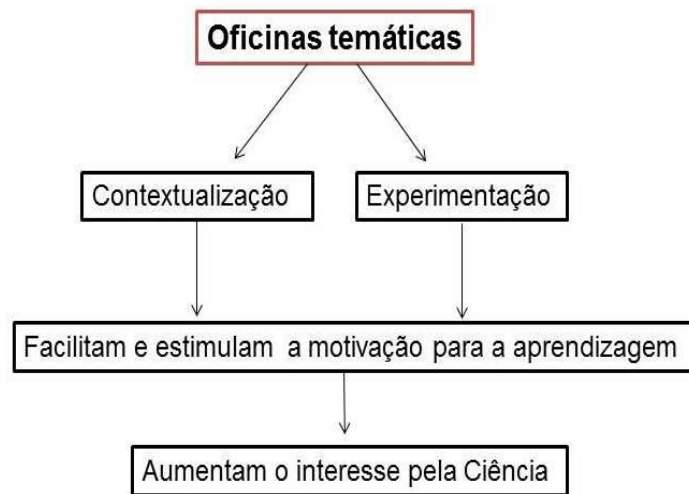 Oficinas temáticas
Contextualização
Experimentação
Facilitam e estimulam a motivação para a aprendizagem
Aumentam o interesse pela Ciência